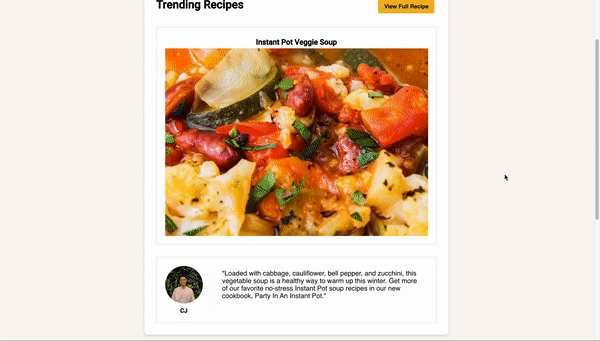 Trending Recipes
View Full Recipe
Instant Pot Veggie Soup
"Loaded with cabbage, cauliflower, bell pepper, and zucchini, this
vegetable soup is a healthy way to warm up this winter. Get more
of our favorite no-stress Instant Pot soup recipes in our new
cookbook, Party In An Instant Pot."
CJ